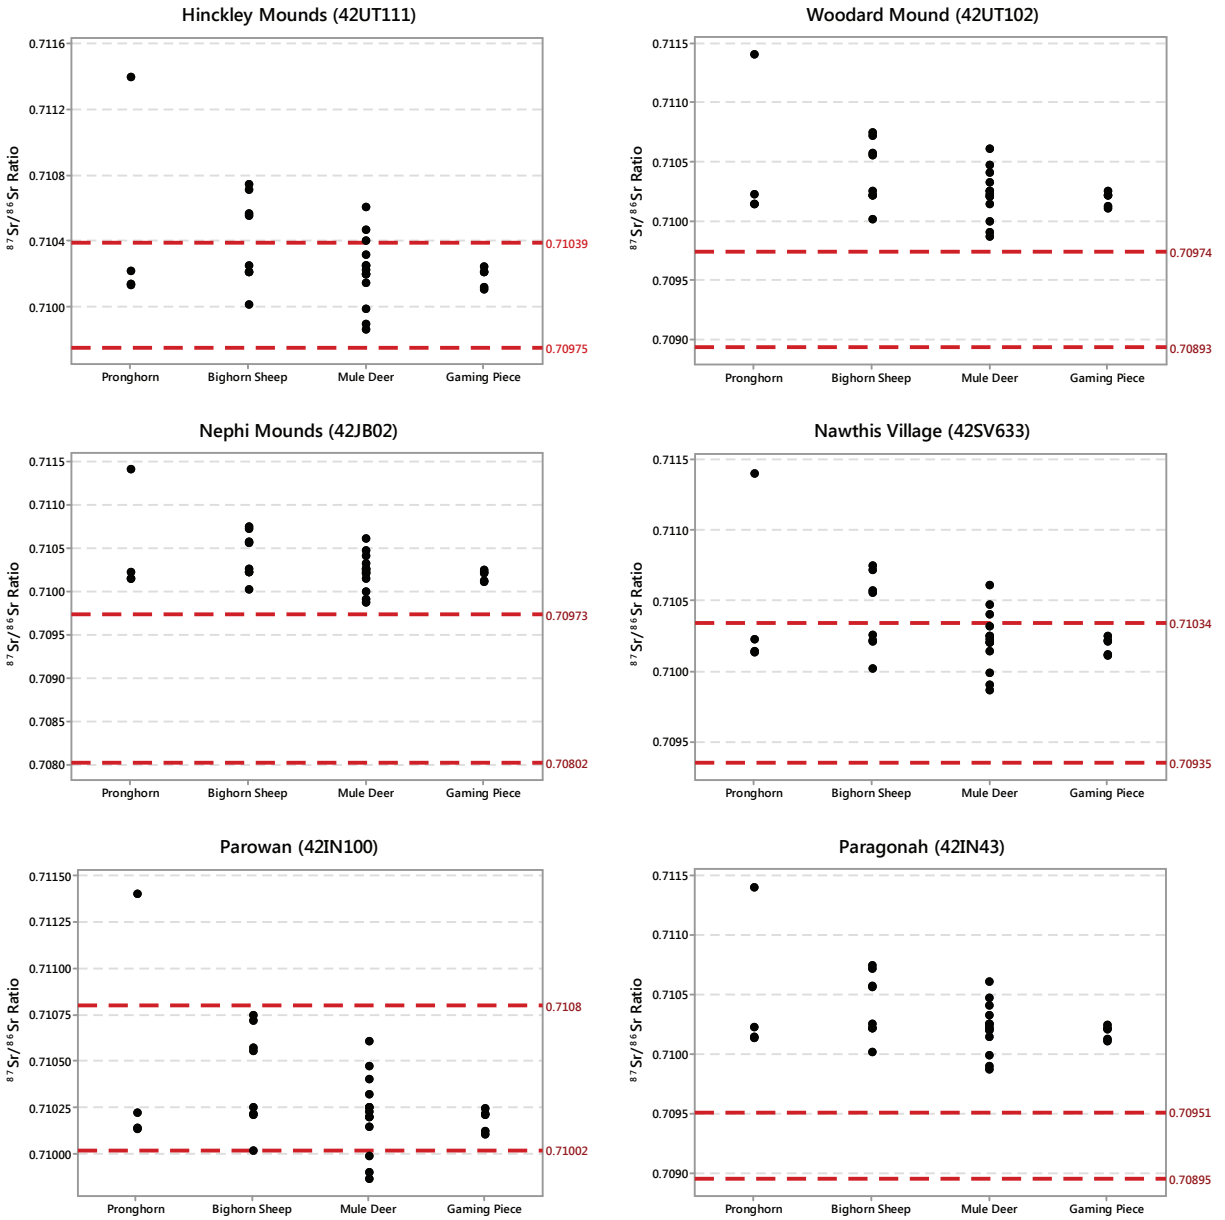 Hinckley Mounds (42UT111)
0.7116
0.7112
0.7108
0.7104
0.7100
87Sr/86Sr Ratio
0.71039
0.70975
Pronghorn Bighorn Sheep Mule Deer Gaming Piece
Woodard Mound (42UT102)
0.7115
0.7110
0.7105
0.7100
0.7095
0.7090
87Sr/86Sr Ratio
0.70974
0.70893
Pronghorn Bighorn Sheep Mule Deer Gaming Piece
Nephi Mounds (42JB02)
0.7115
0.7110
0.7105
0.7100
0.7095
0.7090
0.7085
0.7080
87Sr/86Sr Ratio
0.70973
0.70802
Pronghorn Bighorn Sheep Mule Deer Gaming Piece
Nawthis Village (42SV633)
0.7115
0.7110
0.7105
0.7100
0.7095
87Sr/86Sr Ratio
0.71034
0.70935
Pronghorn Bighorn Sheep Mule Deer Gaming Piece
Parowan (42IN100)
0.71150
0.71125
0.71100
0.71075
0.71050
0.71025
0.71000
87Sr/86Sr Ratio
0.7108
0.71002
Pronghorn Bighorn Sheep Mule Deer Gaming Piece
Paragonah (42IN43)
0.7115
0.7110
0.7105
0.7100
0.7095
0.7090
87Sr/86Sr Ratio
0.70951
0.70895
Pronghorn Bighorn Sheep Mule Deer Gaming Piece